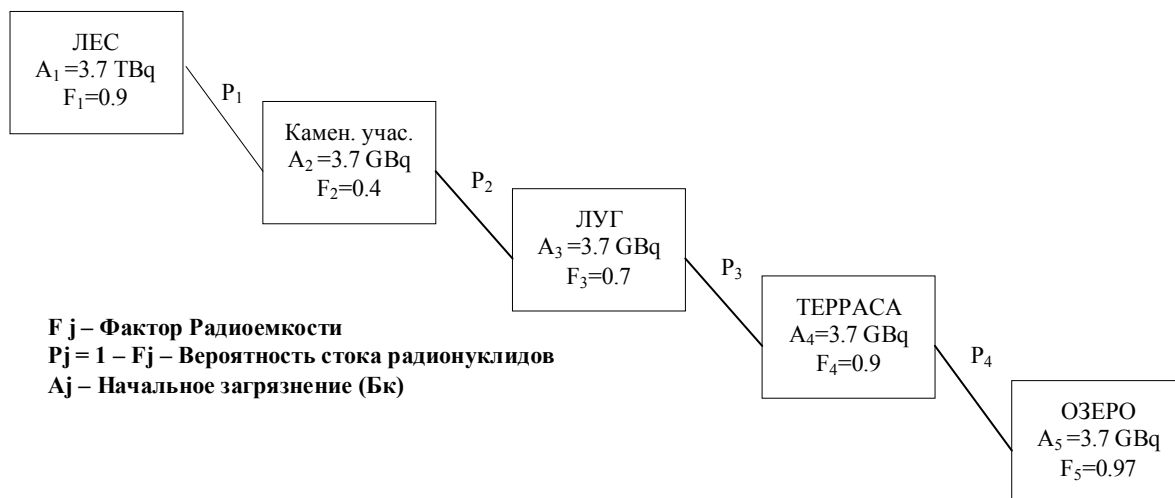 ЛЕС
A₁ =3.7 TBq
F₁=0.9
P₁
Камен. учас.
A₂ =3.7 GBq
F₂=0.4
P₂
ЛУГ
A₃ =3.7 GBq
F₃=0.7
P₃
ТЕРРАСА
A₄=3.7 GBq
F₄=0.9
P₄
ОЗЕРО
A₅ =3.7 GBq
F₅=0.97
F j – Фактор Радиоемкости
Pj = 1 – Fj – Вероятность стока радионуклидов
Aj – Начальное загрязнение (Бк)